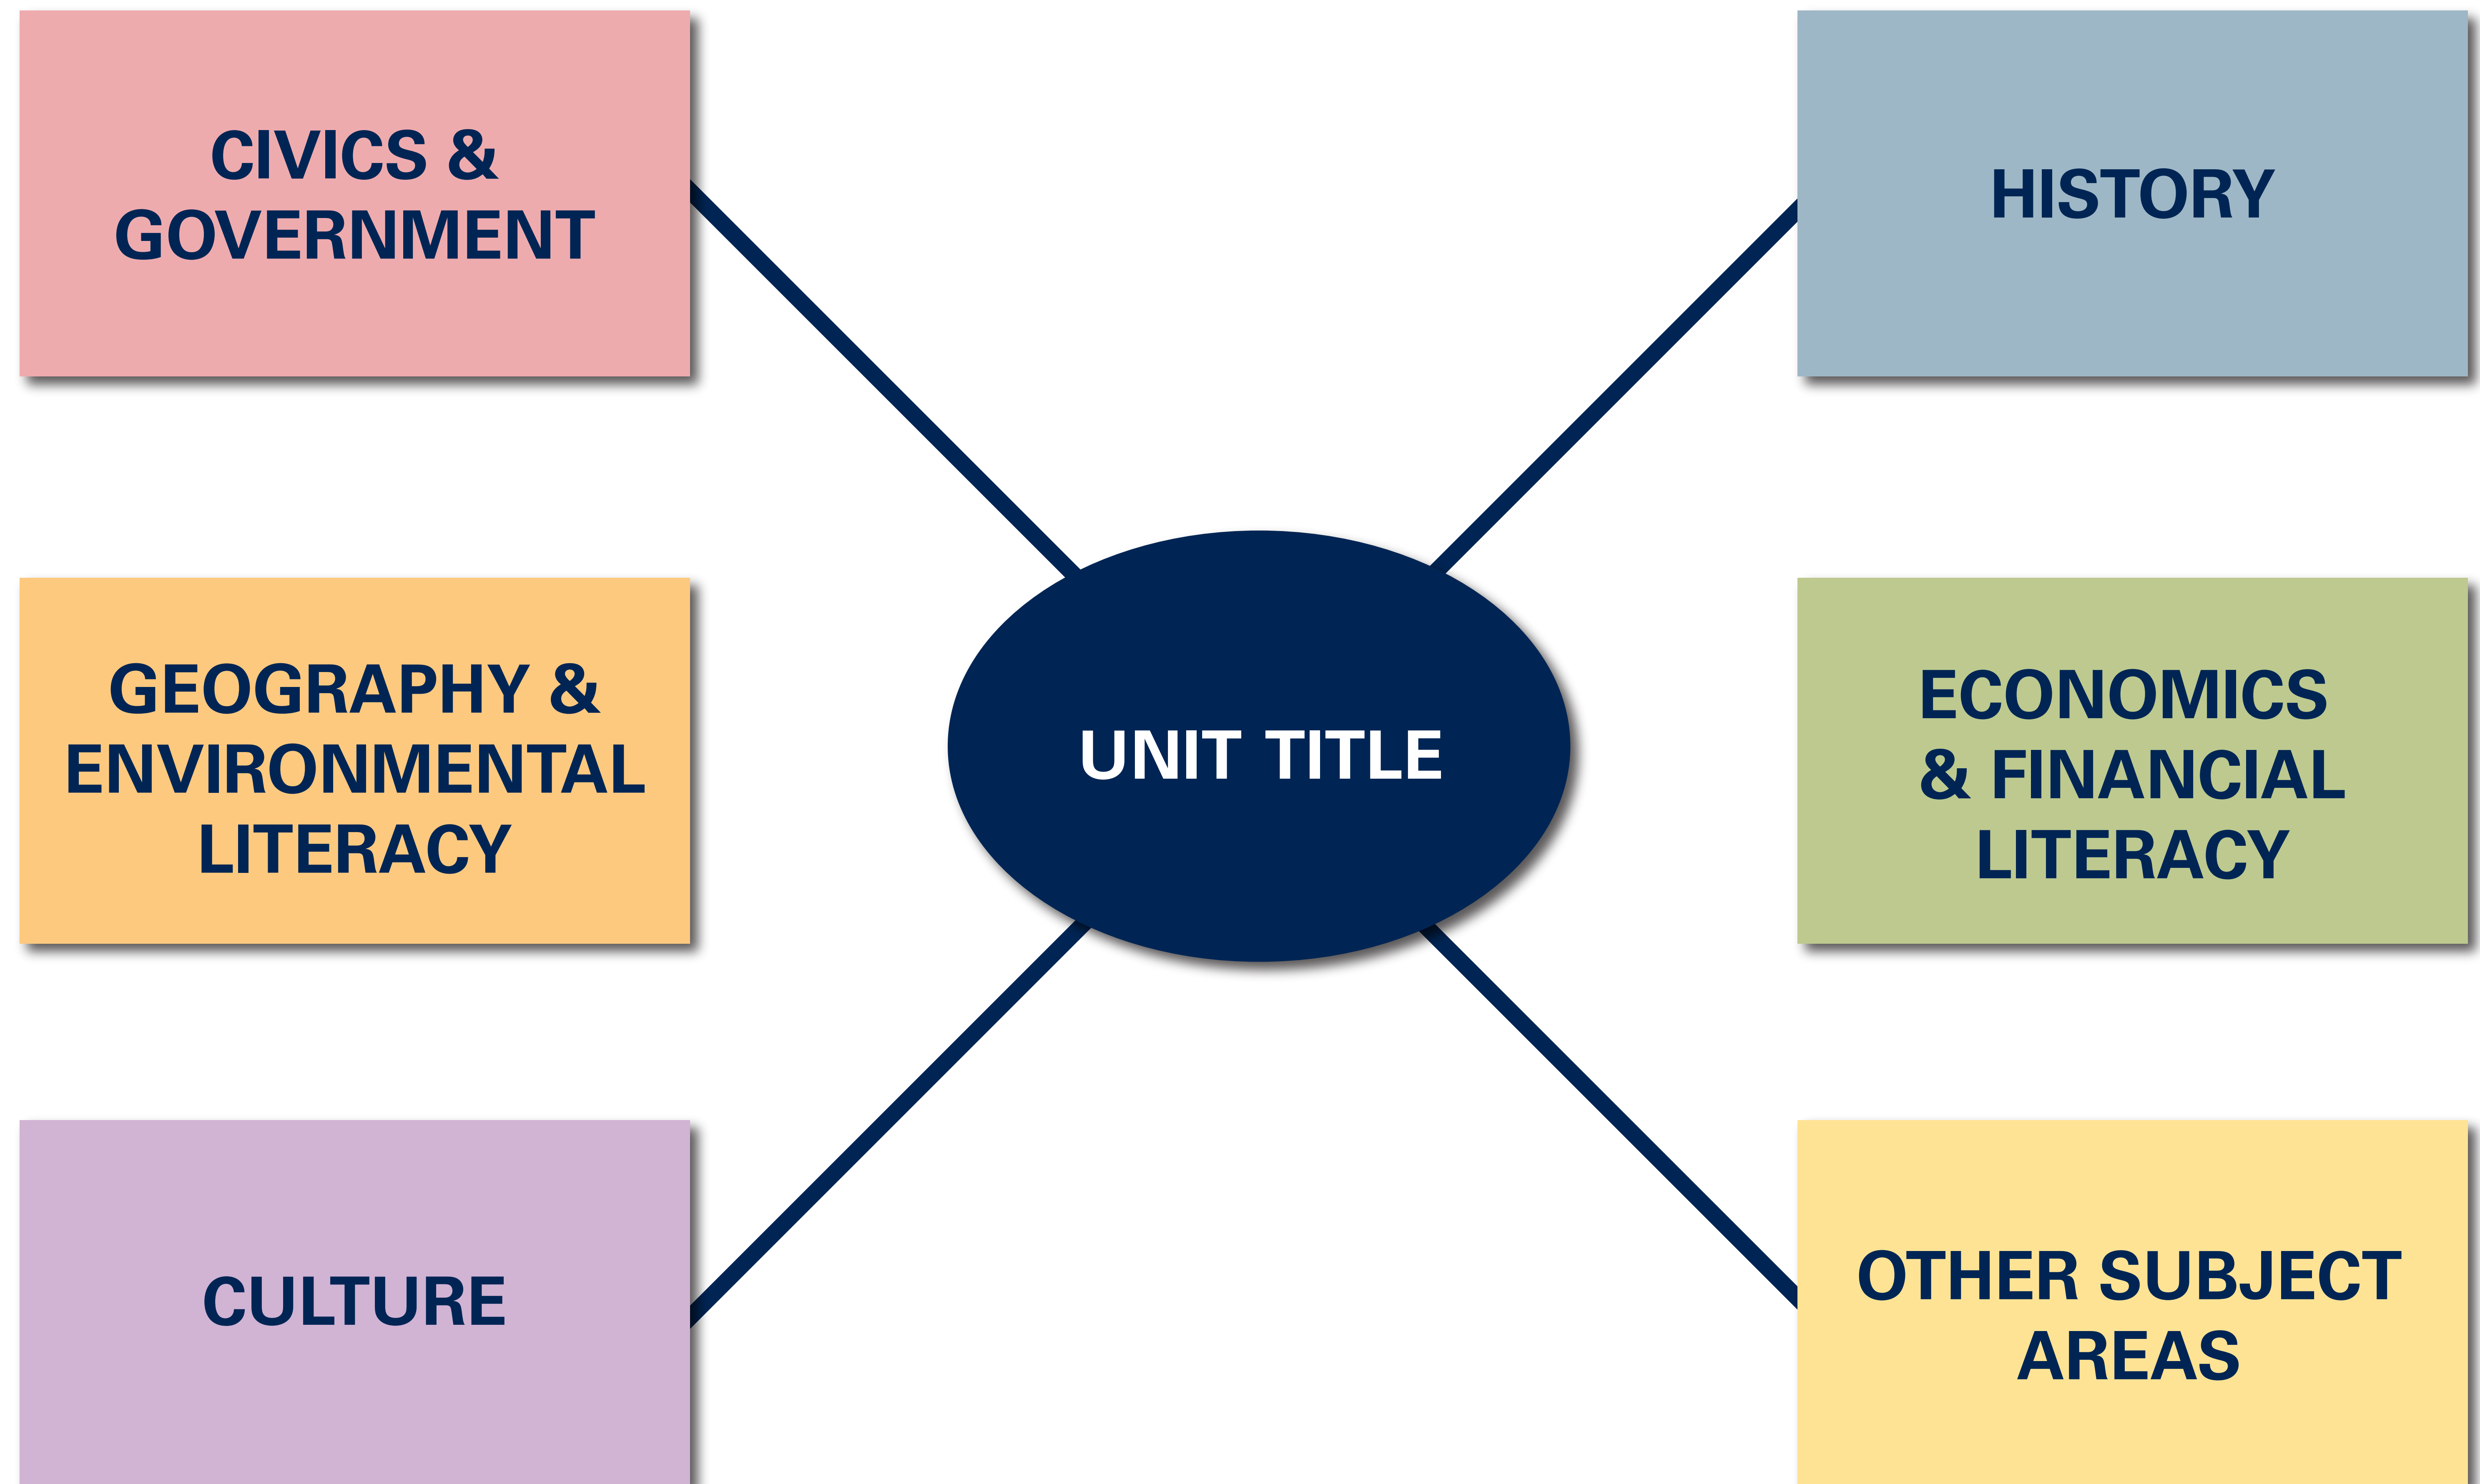 CIVICS &
GOVERNMENT
HISTORY
GEOGRAPHY &
ENVIRONMENTAL
LITERACY
UNIT TITLE
ECONOMICS
& FINANCIAL
LITERACY
CULTURE
OTHER SUBJECT
AREAS